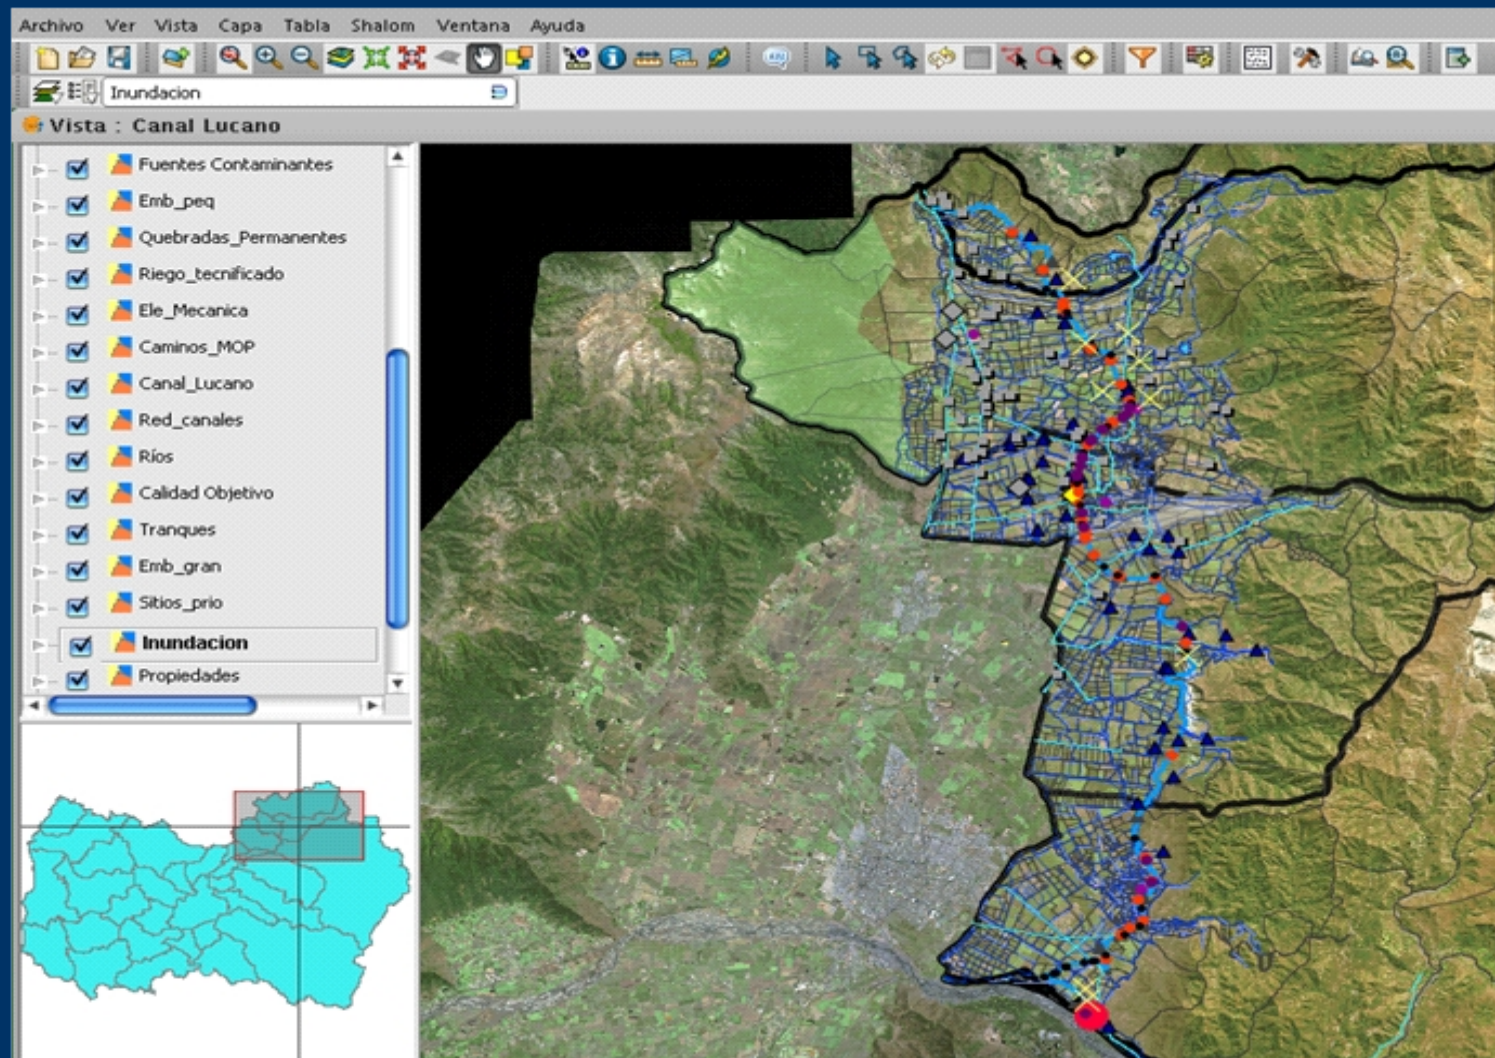 Archivo Ver Vista Capa Tabla Shalom Ventana Ayuda
Inundacion
Vista : Canal Lucano
Fuentes Contaminantes
Emb_peq
Quebradas_Permanentes
Riego_tecnificado
Ele_Mecanica
Caminos_MOP
Canal_Lucano
Red_canales
Ríos
Calidad Objetivo
Tranques
Emb_gran
Sitios_prio
Inundacion
Propiedades